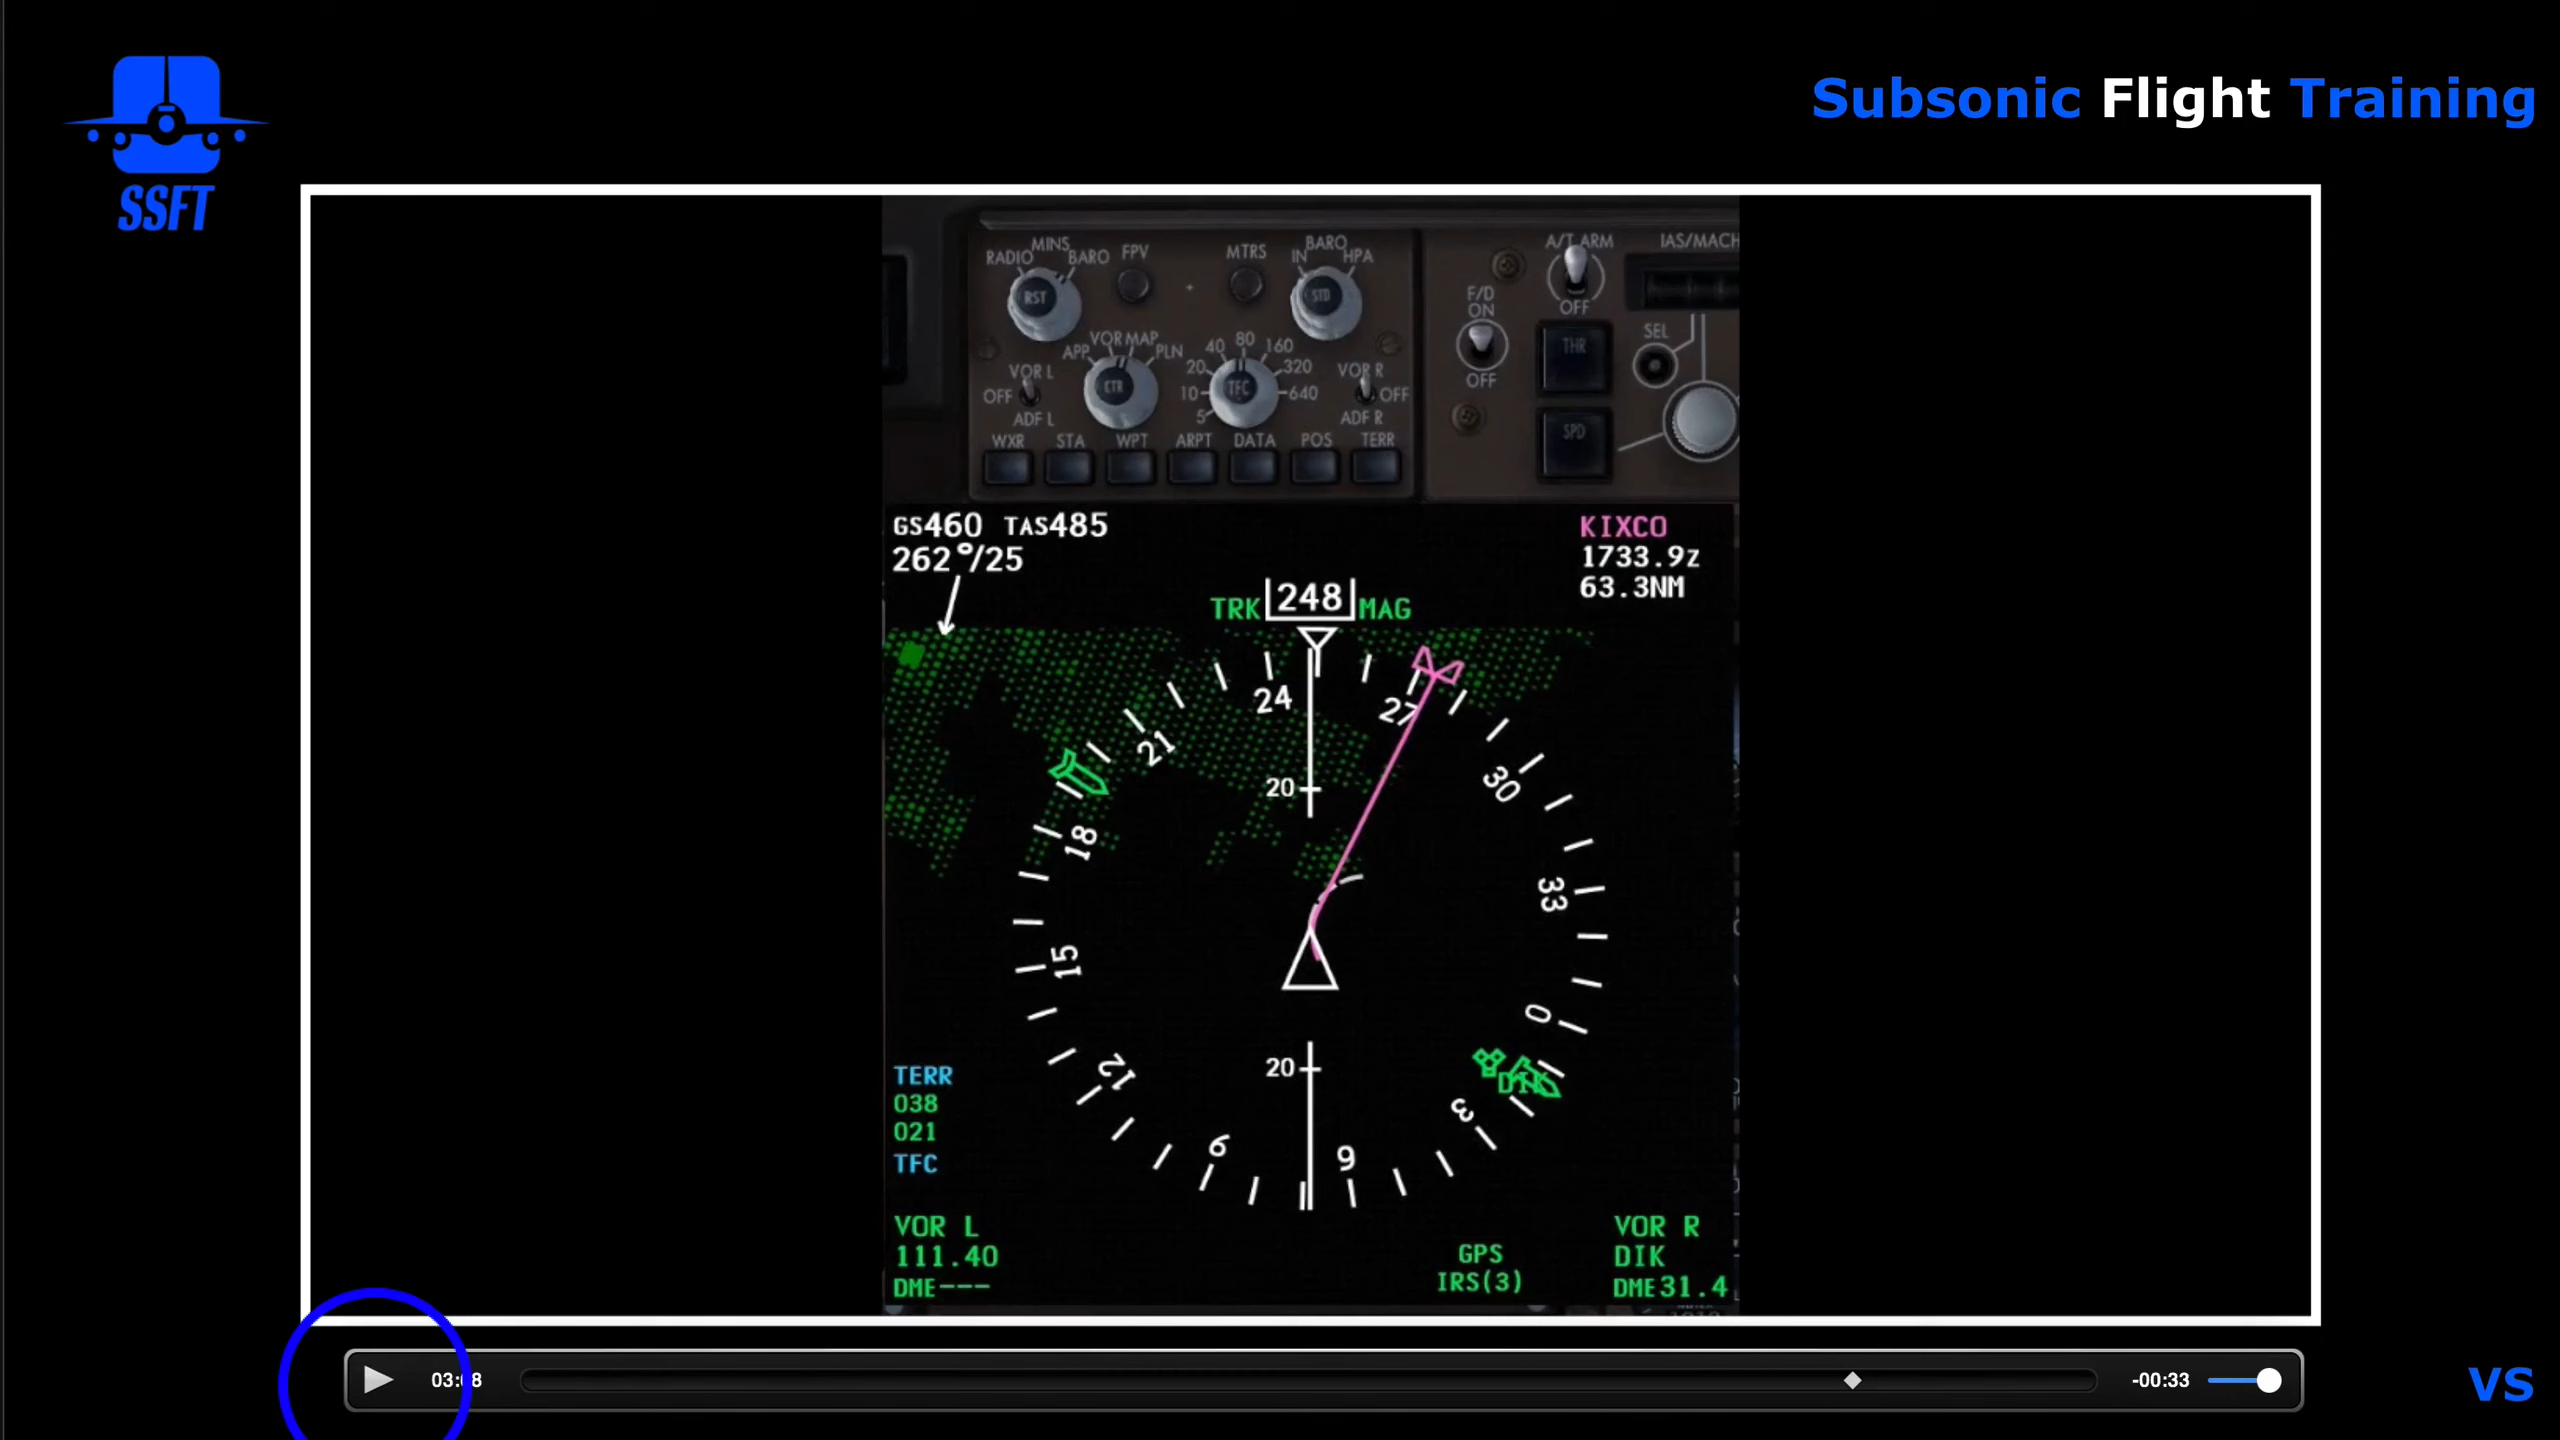 Subsonic Flight Training
SSFT
MINS
RADIO BARO
FPV
MTRS
BARO
IN HPA
RST
STD
A/T ARM
OFF
IAS/MACH
F/D
ON
OFF
THR
SEL
SPD
VOR L
OFF
ADF L
APP VOR MAP PLN
CTR
5 10 20 40 80 160 320 640
TFC
VOR R
OFF
ADF R
WXR STA WPT ARPT DATA POS TERR
GS460 TAS485
262°/25
KIXCO
1733.9z
63.3NM
TRK 248 MAG
24
27
21
30
20
18
33
15
0
12
3
20
9
6
DIK
TERR
038
021
TFC
VOR L
111.40
DME---
GPS
IRS(3)
VOR R
DIK
DME31.4
03:08
-00:33
VS